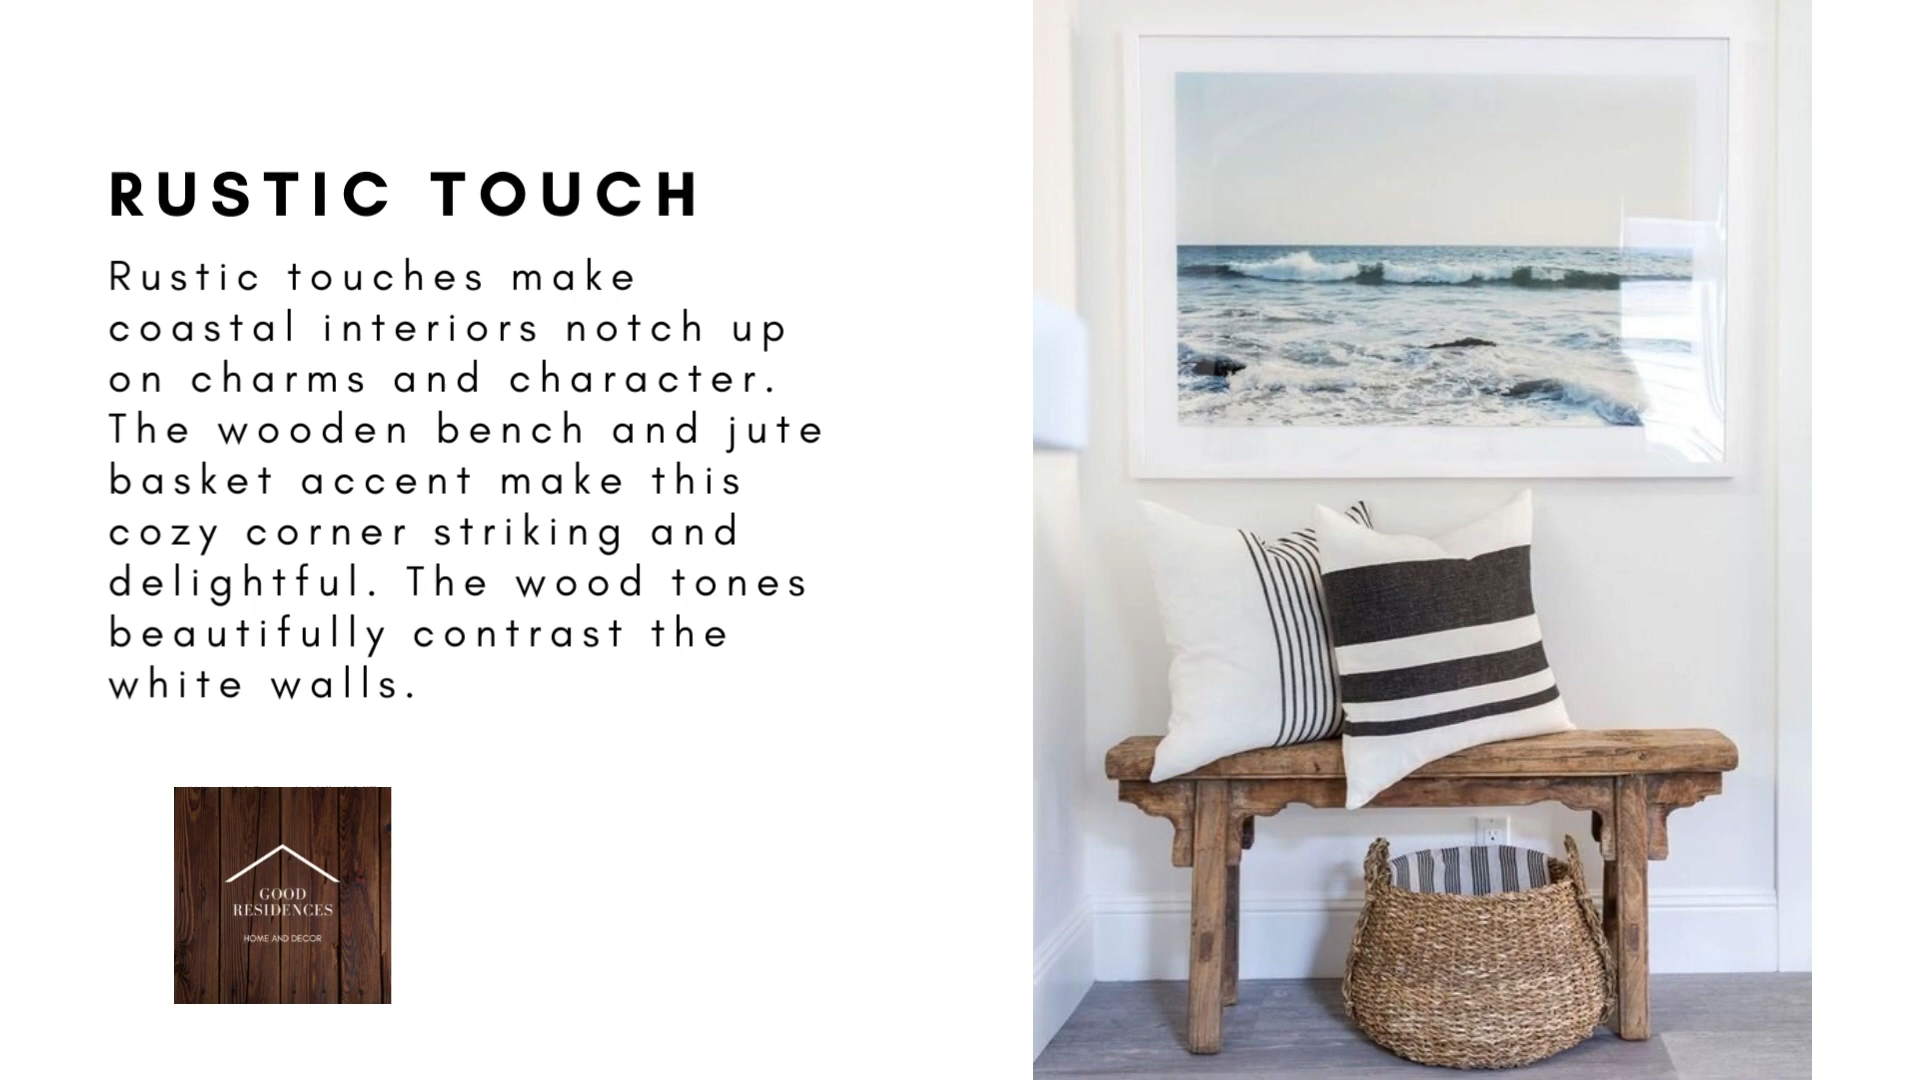 RUSTIC TOUCH
Rustic touches make
coastal interiors notch up
on charms and character.
The wooden bench and jute
basket accent make this
cozy corner striking and
delightful. The wood tones
beautifully contrast the
white walls.
GOOD
RESIDENCES
HOME AND DECOR